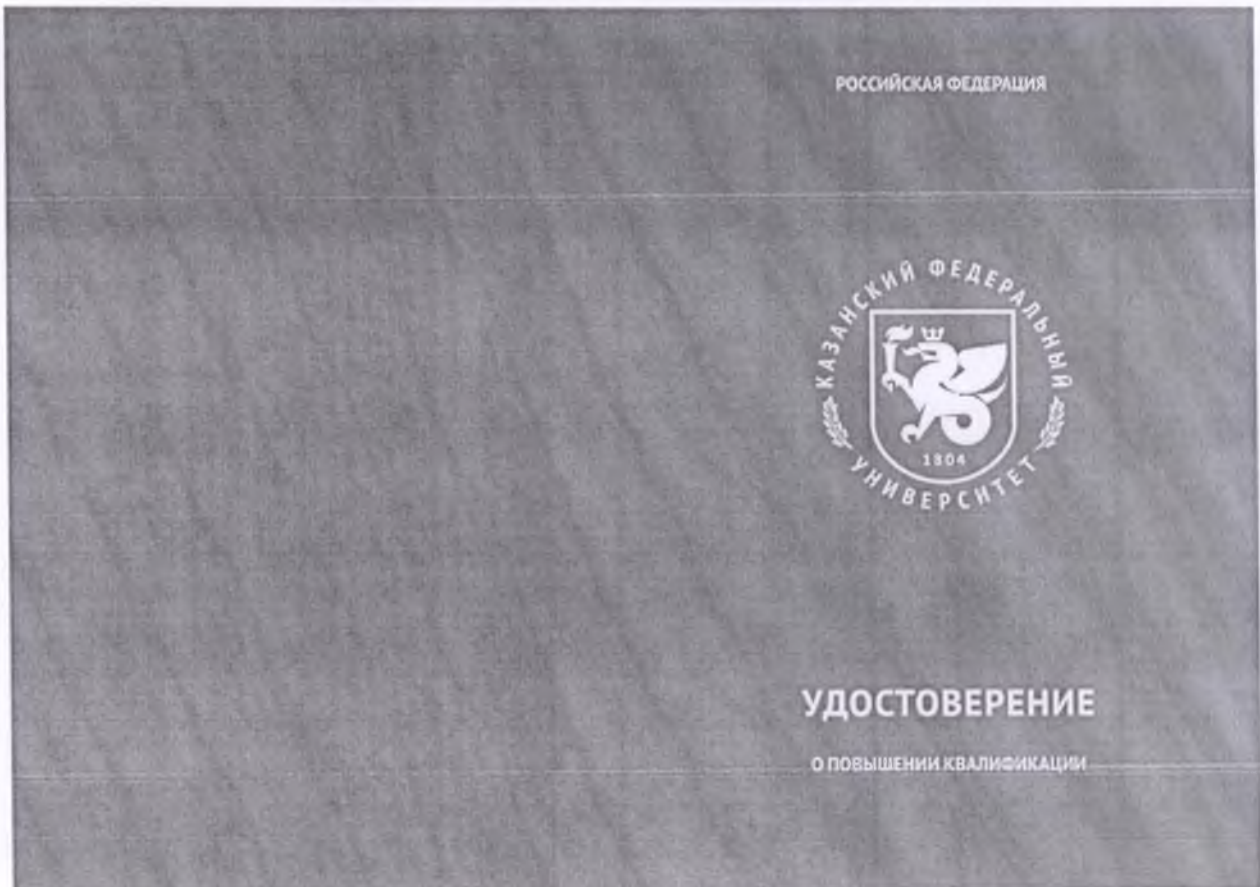 РОССИЙСКАЯ ФЕДЕРАЦИЯ
КАЗАНСКИЙ ФЕДЕРАЛЬНЫЙ
УНИВЕРСИТЕТ
1804
УДОСТОВЕРЕНИЕ
О ПОВЫШЕНИИ КВАЛИФИКАЦИИ